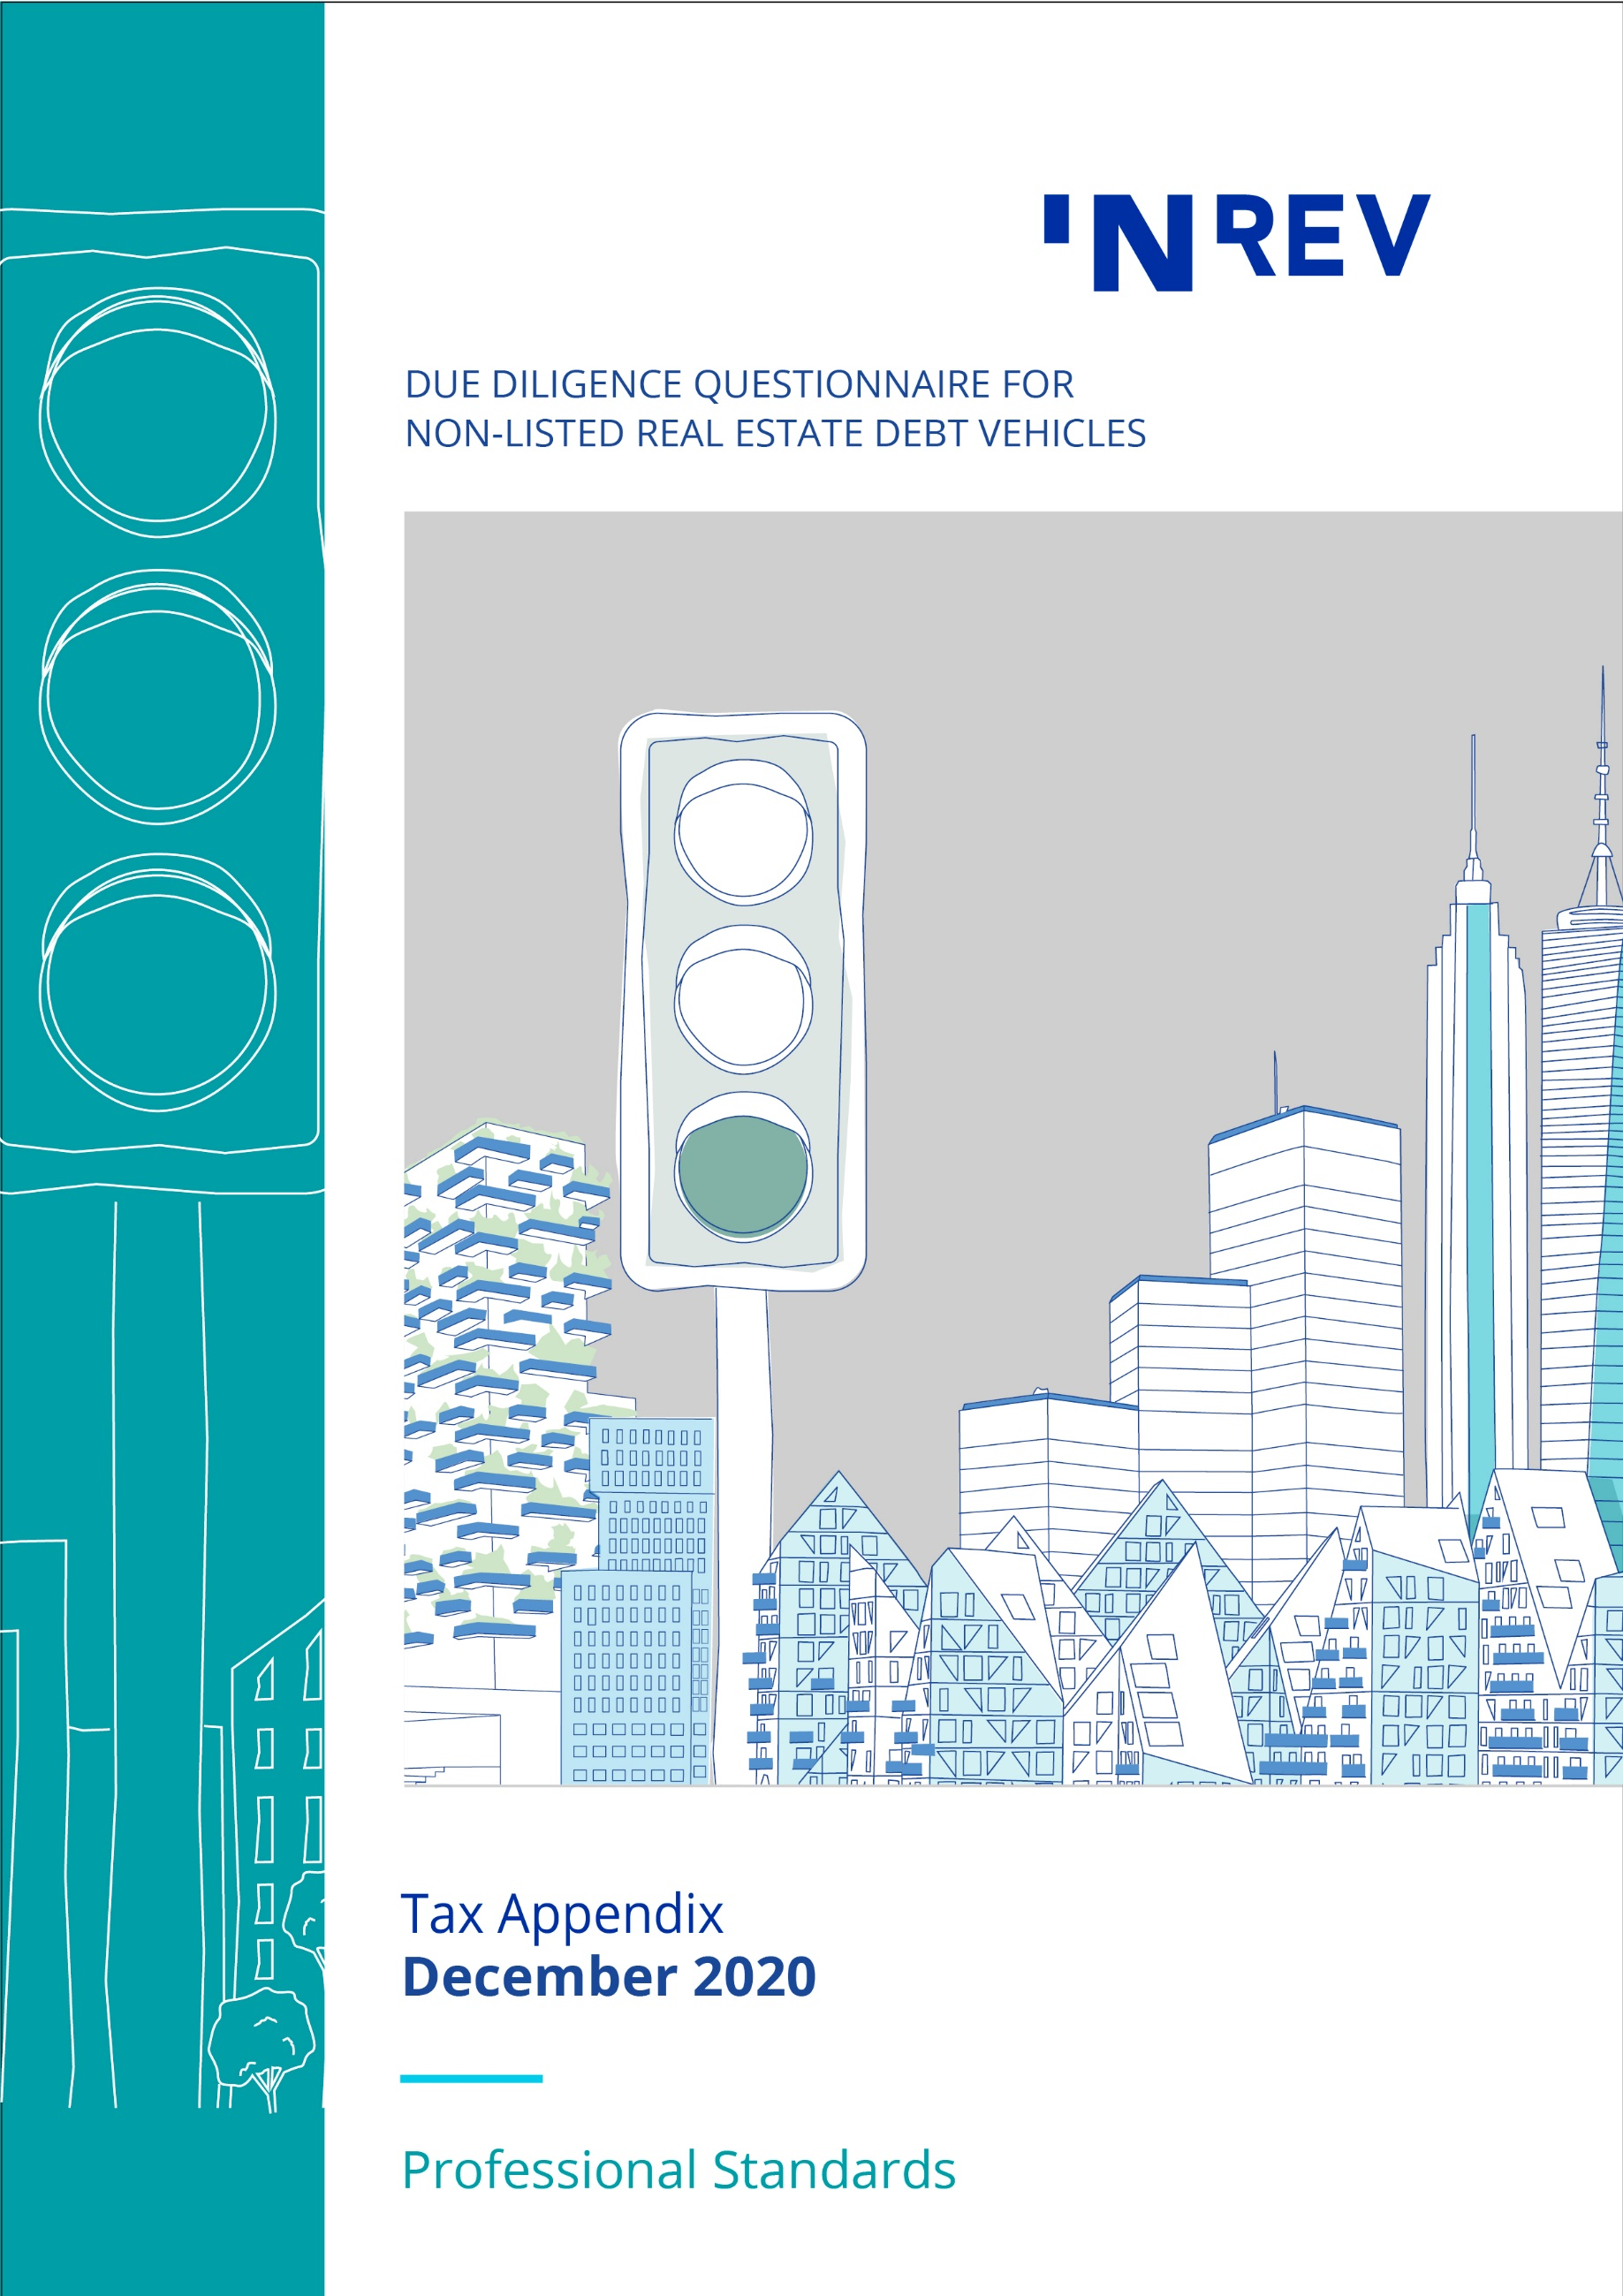 INREV
DUE DILIGENCE QUESTIONNAIRE FOR
NON-LISTED REAL ESTATE DEBT VEHICLES
Tax Appendix
December 2020
Professional Standards